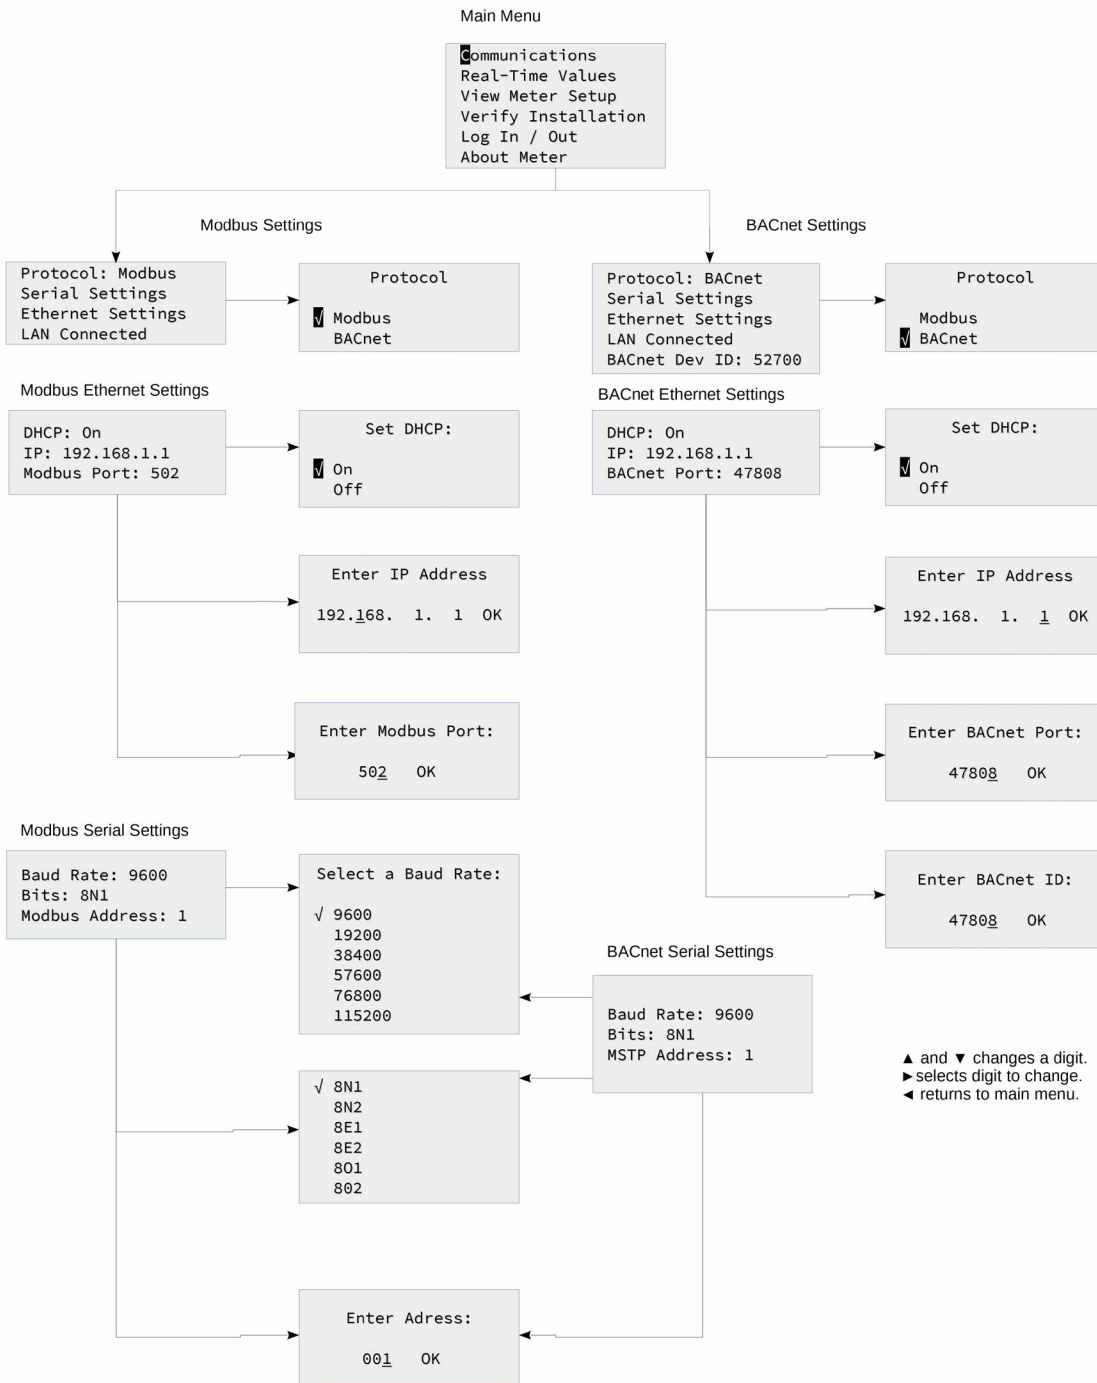 Main Menu
Communications
Real-Time Values
View Meter Setup
Verify Installation
Log In / Out
About Meter
Modbus Settings
BACnet Settings
Protocol: Modbus
Serial Settings
Ethernet Settings
LAN Connected
Protocol
√ Modbus
BACnet
Protocol: BACnet
Serial Settings
Ethernet Settings
LAN Connected
BACnet Dev ID: 52700
Protocol
Modbus
√ BACnet
Modbus Ethernet Settings
DHCP: On
IP: 192.168.1.1
Modbus Port: 502
Set DHCP:
√ On
Off
Enter IP Address
192.168. 1. 1 OK
Enter Modbus Port:
502 OK
BACnet Ethernet Settings
DHCP: On
IP: 192.168.1.1
BACnet Port: 47808
Set DHCP:
√ On
Off
Enter IP Address
192.168. 1. 1 OK
Enter BACnet Port:
47808 OK
Enter BACnet ID:
47808 OK
Modbus Serial Settings
Baud Rate: 9600
Bits: 8N1
Modbus Address: 1
Select a Baud Rate:
√ 9600
19200
38400
57600
76800
115200
BACnet Serial Settings
Baud Rate: 9600
Bits: 8N1
MSTP Address: 1
√ 8N1
8N2
8E1
8E2
8O1
802
▲ and ▼ changes a digit.
► selects digit to change.
◄ returns to main menu.
Enter Adress:
001 OK